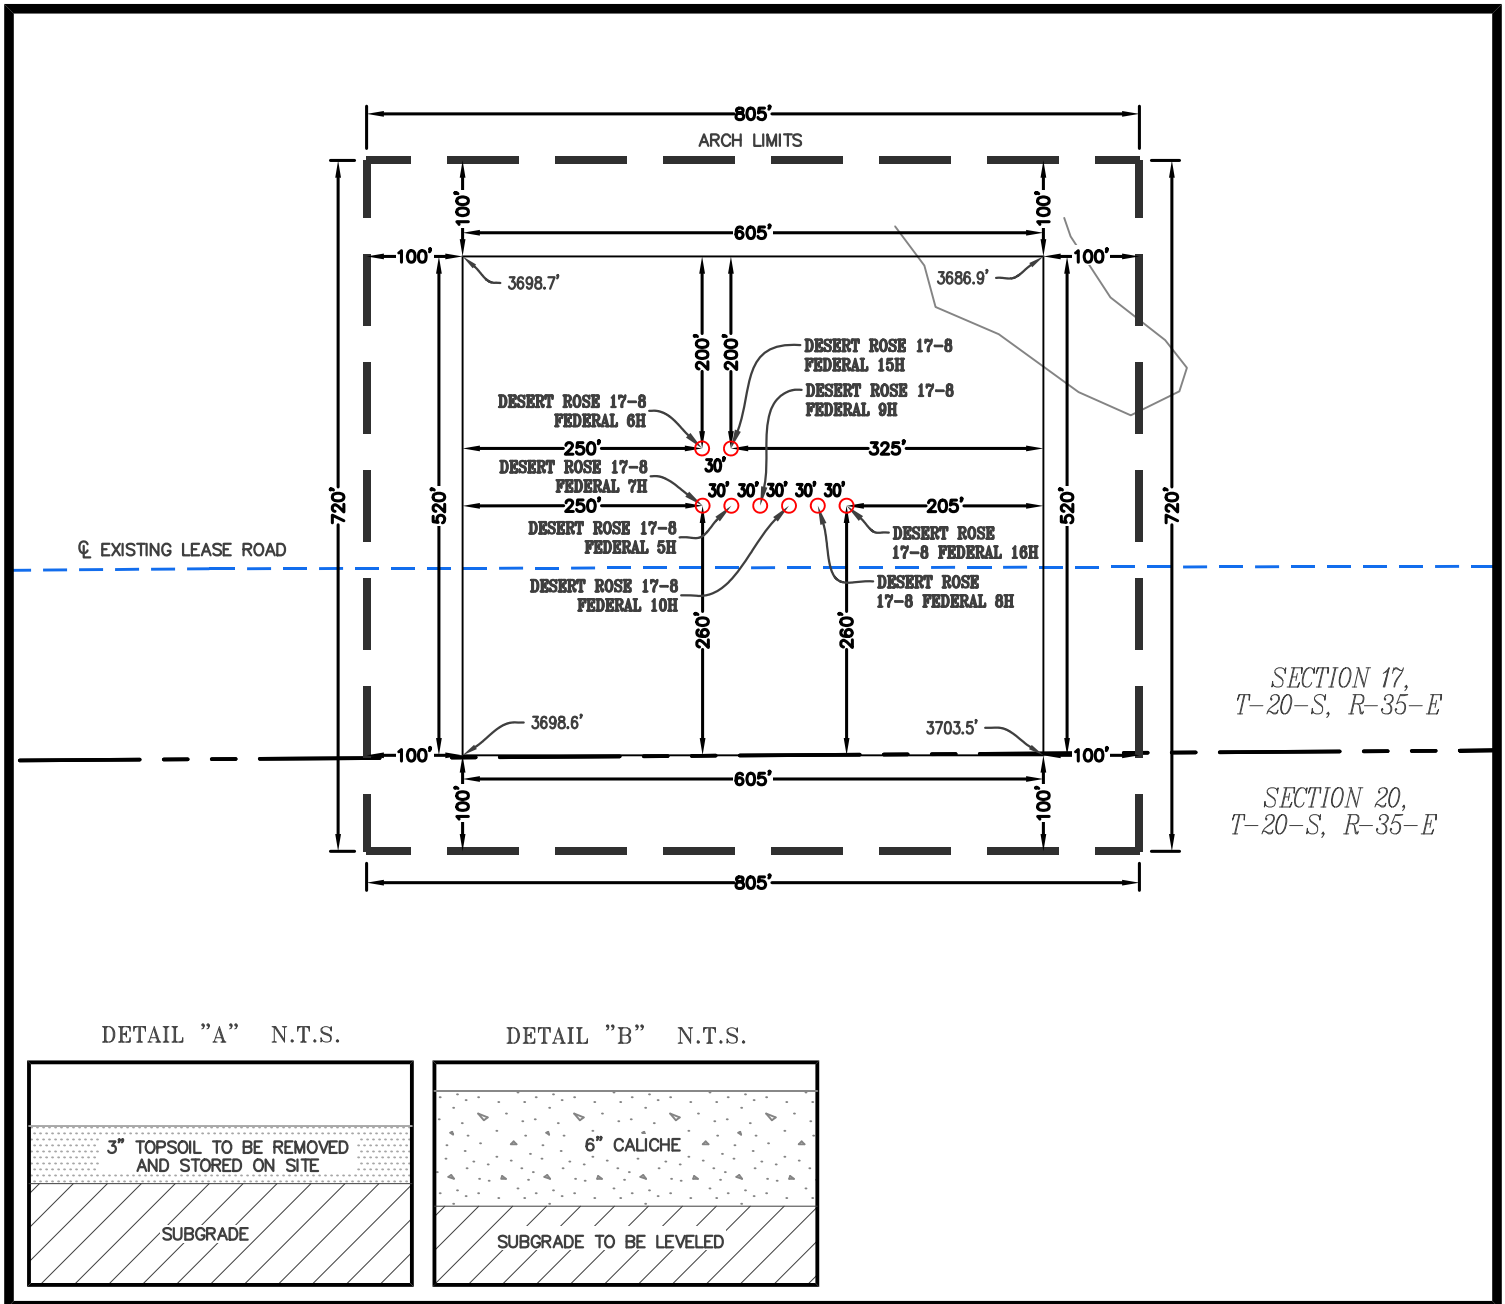 805'
ARCH LIMITS
100'
100'
605'
100'
100'
3698.7'
3686.9'
200'
200'
DESERT ROSE 17-8
FEDERAL 15H
DESERT ROSE 17-8
FEDERAL 9H
DESERT ROSE 17-8
FEDERAL 6H
250'
325'
30'
DESERT ROSE 17-8
FEDERAL 7H
30' 30' 30' 30' 30'
250'
205'
720'
520'
520'
720'
DESERT ROSE 17-8
FEDERAL 5H
DESERT ROSE
17-8 FEDERAL 16H
℄ EXISTING LEASE ROAD
DESERT ROSE 17-8
FEDERAL 10H
DESERT ROSE
17-8 FEDERAL 8H
260'
260'
SECTION 17,
T-20-S, R-35-E
3698.6'
3703.5'
100'
100'
605'
100'
100'
SECTION 20,
T-20-S, R-35-E
805'
DETAIL "A" N.T.S.
3" TOPSOIL TO BE REMOVED
AND STORED ON SITE
SUBGRADE
DETAIL "B" N.T.S.
6" CALICHE
SUBGRADE TO BE LEVELED